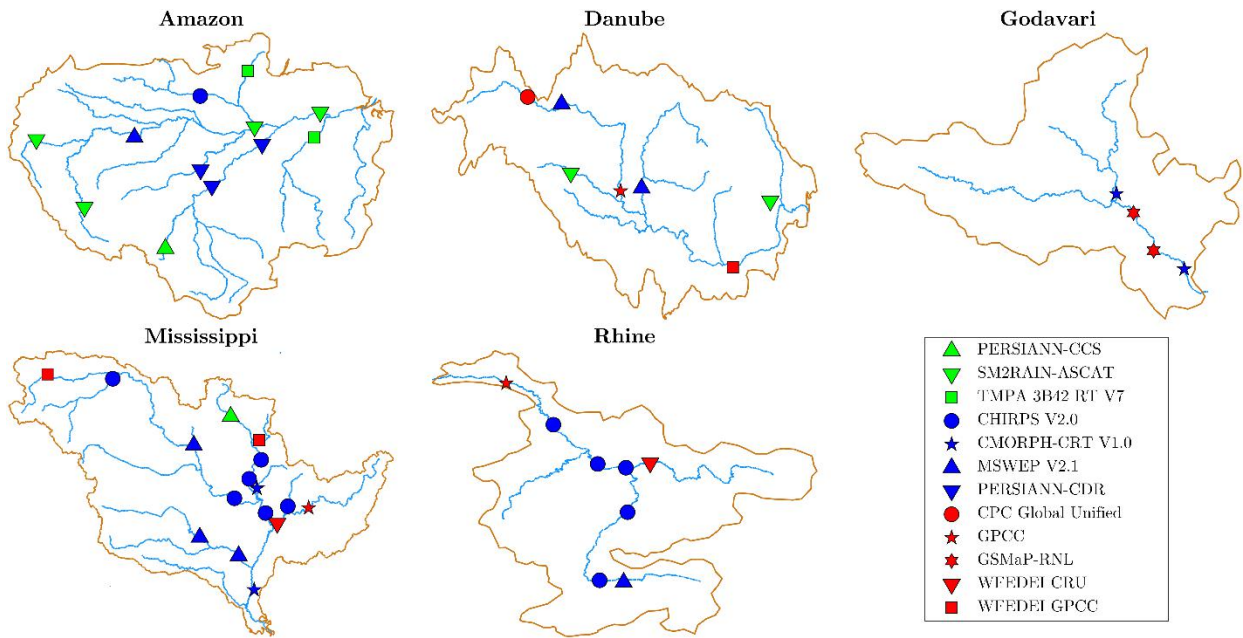 Amazon
Danube
Godavari
Mississippi
Rhine
PERSIANN-CCS
SM2RAIN-ASCAT
TMPA 3B42 RT V7
CHIRPS V2.0
CMORPH-CRT V1.0
MSWEP V2.1
PERSIANN-CDR
CPC Global Unified
GPCC
GSMaP-RNL
WFEDEI CRU
WFEDEI GPCC